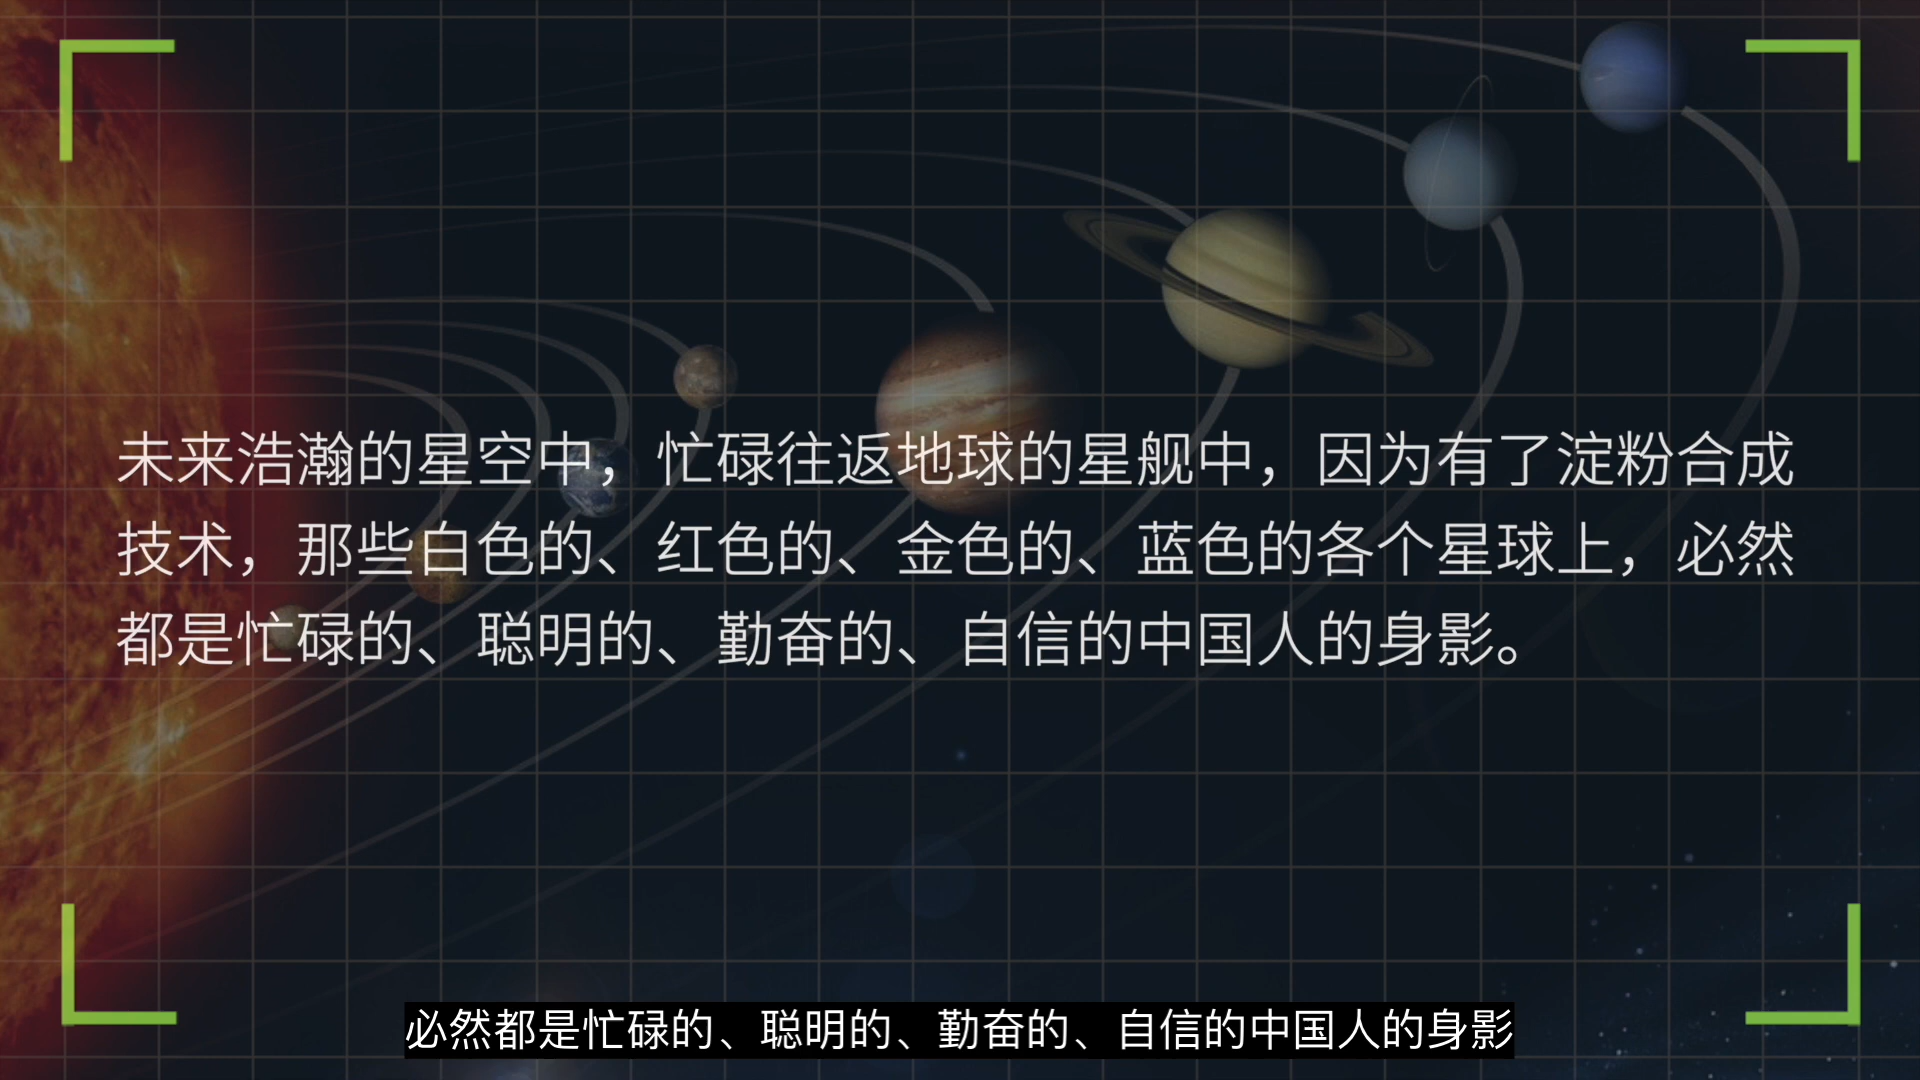 未来浩瀚的星空中，忙碌往返地球的星舰中，因为有了淀粉合成
技术，那些白色的、红色的、金色的、蓝色的各个星球上，必然
都是忙碌的、聪明的、勤奋的、自信的中国人的身影。
必然都是忙碌的、聪明的、勤奋的、自信的中国人的身影